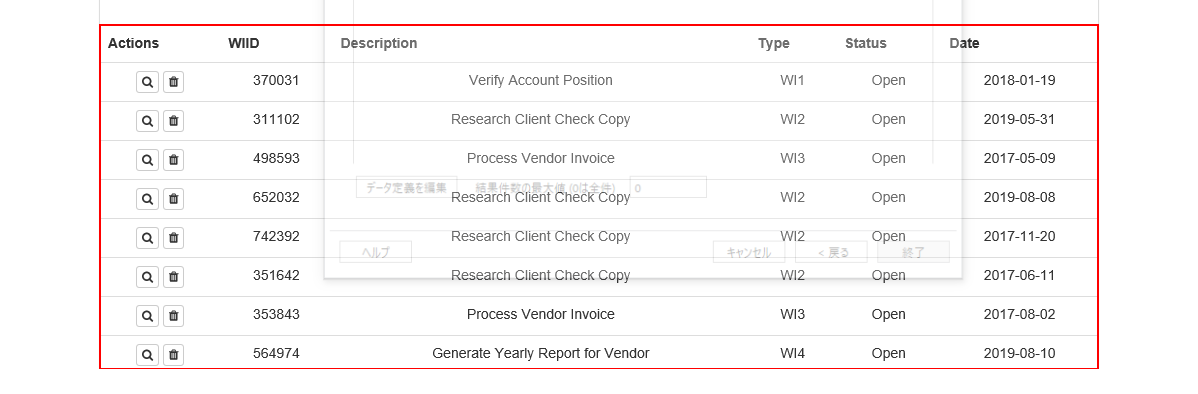 Actions WIID Description Type Status Date
370031 Verify Account Position WI1 Open 2018-01-19
311102 Research Client Check Copy WI2 Open 2019-05-31
498593 Process Vendor Invoice WI3 Open 2017-05-09
データ定義を編集 結果件数の最大値 (0は全件) 0
652032 Research Client Check Copy WI2 Open 2019-08-08
742392 Research Client Check Copy WI2 Open 2017-11-20
ヘルプ キャンセル < 戻る 終了
351642 Research Client Check Copy WI2 Open 2017-06-11
353843 Process Vendor Invoice WI3 Open 2017-08-02
564974 Generate Yearly Report for Vendor WI4 Open 2019-08-10